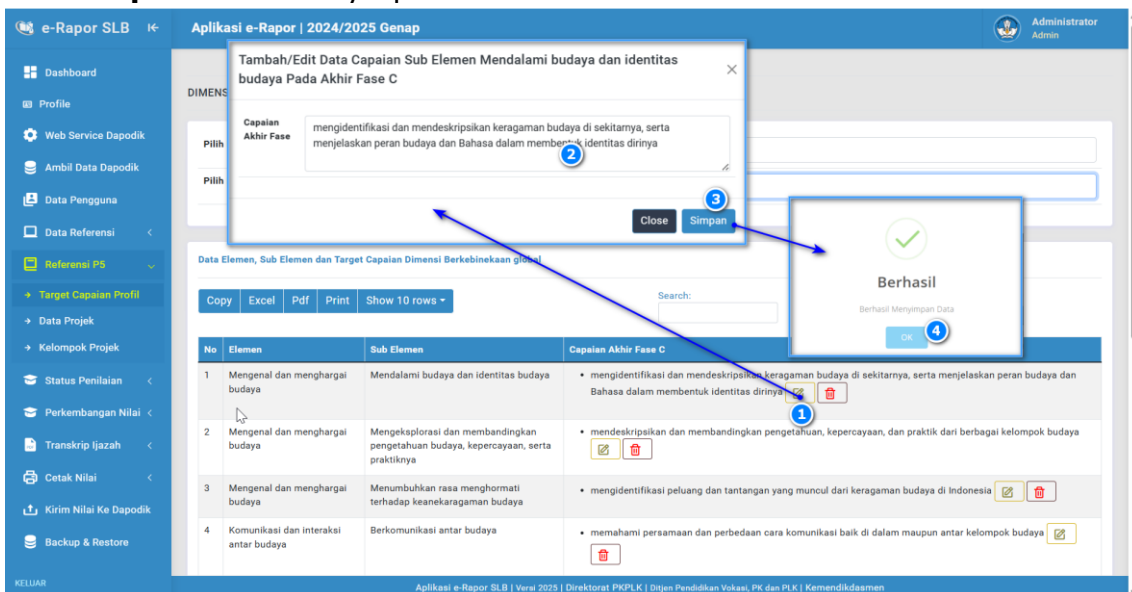 e-Rapor SLB
Aplikasi e-Rapor | 2024/2025 Genap
Administrator
Admin
Dashboard
Profile
Web Service Dapodik
Ambil Data Dapodik
Data Pengguna
Data Referensi
Referensi P5
Target Capaian Profil
Data Projek
Kelompok Projek
Status Penilaian
Perkembangan Nilai
Transkrip Ijazah
Cetak Nilai
Kirim Nilai Ke Dapodik
Backup & Restore
KELUAR
DIMENS
Pilih
Pilih
Tambah/Edit Data Capaian Sub Elemen Mendalami budaya dan identitas
budaya Pada Akhir Fase C
Capaian
Akhir Fase
mengidentifikasi dan mendeskripsikan keragaman budaya di sekitarnya, serta
menjelaskan peran budaya dan Bahasa dalam membentuk identitas dirinya
2
3
Close Simpan
Berhasil
Berhasil Menyimpan Data
OK
4
Data Elemen, Sub Elemen dan Target Capaian Dimensi Berkebinekaan global
Copy Excel Pdf Print Show 10 rows
Search:
No Elemen Sub Elemen Capaian Akhir Fase C
1 Mengenal dan menghargai Mendalami budaya dan identitas budaya • mengidentifikasi dan mendeskripsikan keragaman budaya di sekitarnya, serta menjelaskan peran budaya dan
budaya Bahasa dalam membentuk identitas dirinya
1
2 Mengenal dan menghargai Mengeksplorasi dan membandingkan • mendeskripsikan dan membandingkan pengetahuan, kepercayaan, dan praktik dari berbagai kelompok budaya
budaya pengetahuan budaya, kepercayaan, serta
praktiknya
3 Mengenal dan menghargai Menumbuhkan rasa menghormati • mengidentifikasi peluang dan tantangan yang muncul dari keragaman budaya di Indonesia
budaya terhadap keanekaragaman budaya
4 Komunikasi dan interaksi Berkomunikasi antar budaya • memahami persamaan dan perbedaan cara komunikasi baik di dalam maupun antar kelompok budaya
antar budaya
Aplikasi e-Rapor SLB | Versi 2025 | Direktorat PKPLK | Ditjen Pendidikan Vokasi, PK dan PLK | Kemendikdasmen